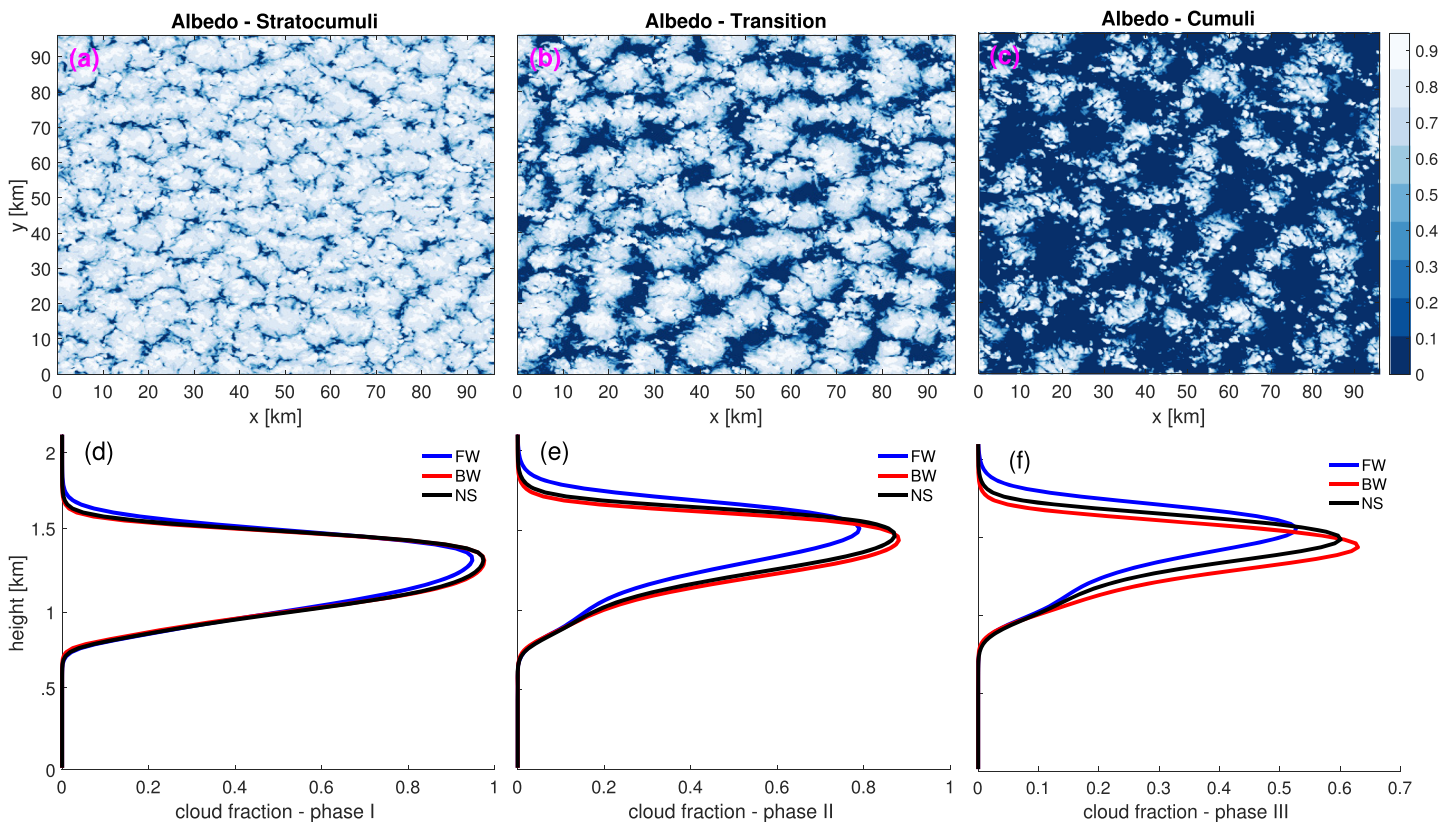 Albedo - Stratocumuli
Albedo - Transition
Albedo - Cumuli
(a)
(b)
(c)
y [km]
90
80
70
60
50
40
30
20
10
0
0 10 20 30 40 50 60 70 80 90
x [km]
0 10 20 30 40 50 60 70 80 90
x [km]
0 10 20 30 40 50 60 70 80 90
x [km]
0.9
0.8
0.7
0.6
0.5
0.4
0.3
0.2
0.1
0
(d)
FW
BW
NS
height [km]
2
1.5
1
.5
0
0 0.2 0.4 0.6 0.8 1
cloud fraction - phase I
(e)
FW
BW
NS
0 0.2 0.4 0.6 0.8 1
cloud fraction - phase II
(f)
FW
BW
NS
0 0.1 0.2 0.3 0.4 0.5 0.6 0.7
cloud fraction - phase III